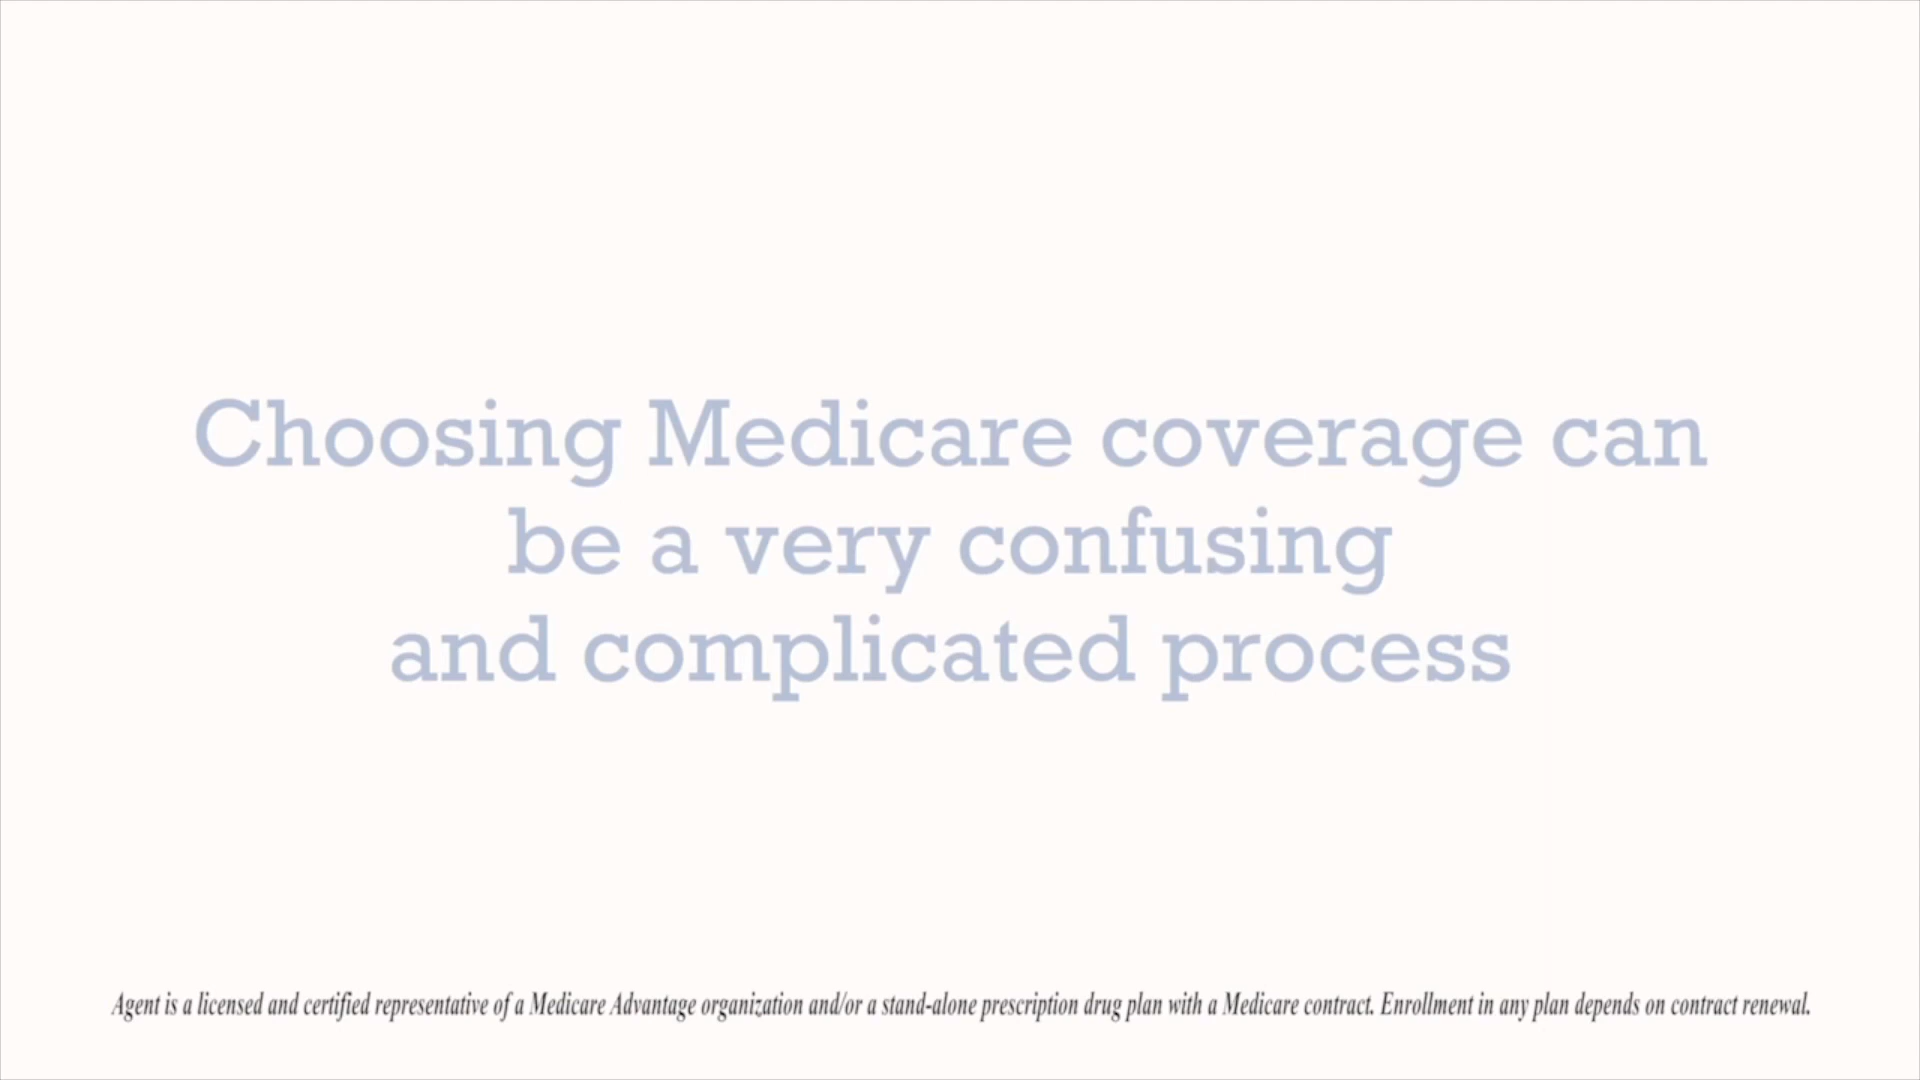 Choosing Medicare coverage can
be a very confusing
and complicated process
Agent is a licensed and certified representative of a Medicare Advantage organization and/or a stand-alone prescription drug plan with a Medicare contract. Enrollment in any plan depends on contract renewal.